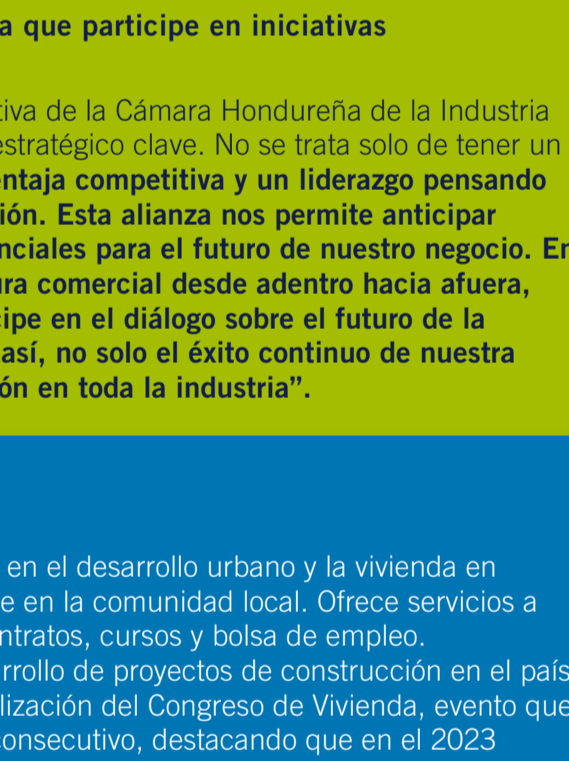 a que participe en iniciativas
tiva de la Cámara Hondureña de la Industria
estratégico clave. No se trata solo de tener un
entaja competitiva y un liderazgo pensando
ión. Esta alianza nos permite anticipar
nciales para el futuro de nuestro negocio. En
ura comercial desde adentro hacia afuera,
cipe en el diálogo sobre el futuro de la
así, no solo el éxito continuo de nuestra
ón en toda la industria”.
en el desarrollo urbano y la vivienda en
e en la comunidad local. Ofrece servicios a
ntratos, cursos y bolsa de empleo.
rrollo de proyectos de construcción en el país
lización del Congreso de Vivienda, evento que
consecutivo, destacando que en el 2023